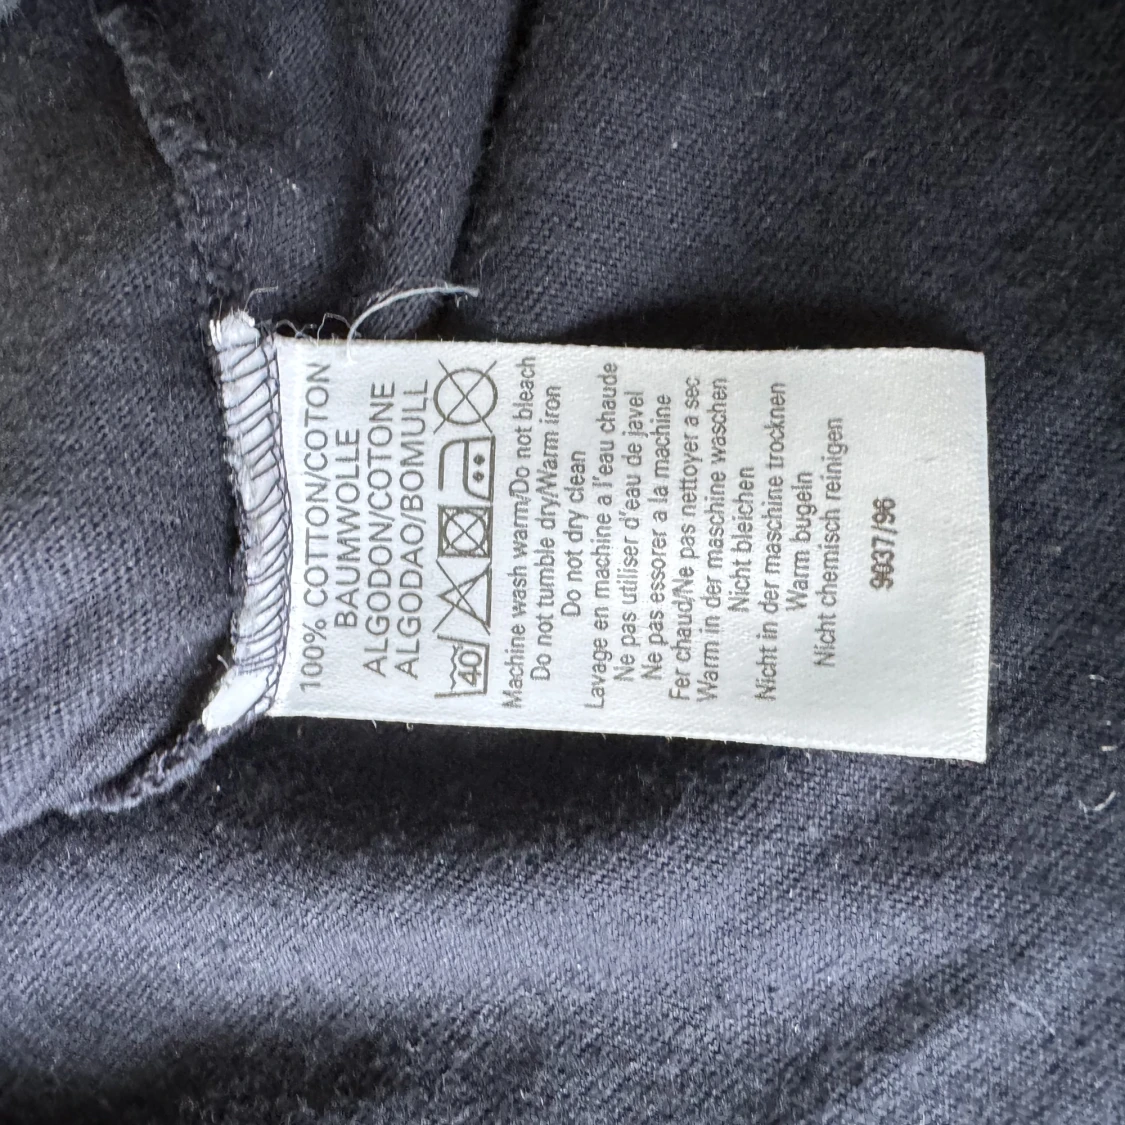 100% COTTON/COTON
BAUMWOLLE
ALGODON/COTONE
ALGODAO/BOMULL
40
Machine wash warm/Do not bleach
Do not tumble dry/Warm iron
Do not dry clean
Lavage en machine a l'eau chaude
Ne pas utiliser d'eau de javel
Ne pas essorer a la machine
Fer chaud/Ne pas nettoyer a sec
Warm in der maschine waschen
Nicht bleichen
Nicht in der maschine trocknen
Warm bugeln
Nicht chemisch reinigen